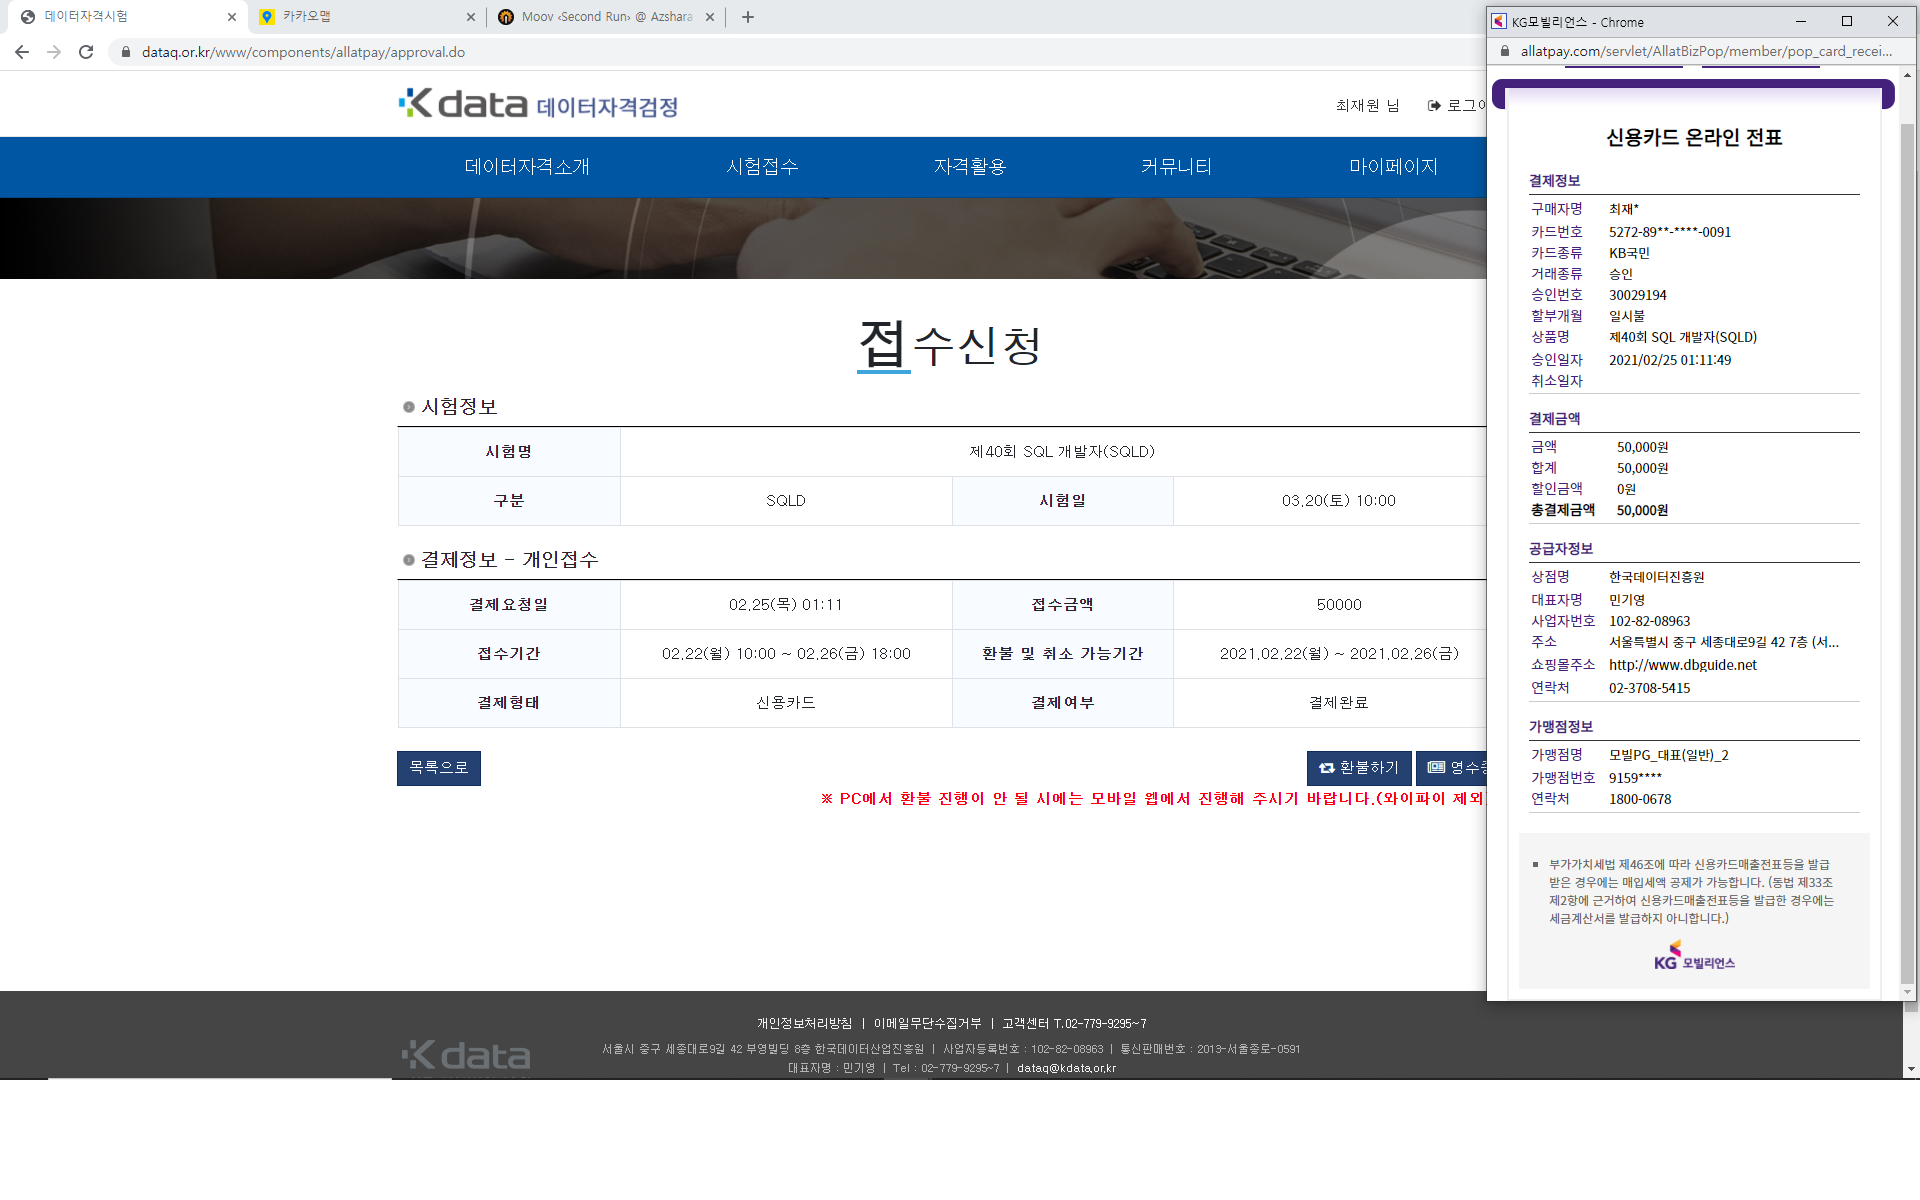 데이터자격시험
카카오맵
Moov ‹Second Run› @ Azshara
dataq.or.kr/www/components/allatpay/approval.do
Kdata 데이터자격검정
최재원 님
데이터자격소개
시험접수
자격활용
커뮤니티
마이페이지
접수신청
시험정보
시험명 제40회 SQL 개발자(SQLD)
구분 SQLD 시험일 03.20(토) 10:00
결제정보 - 개인접수
결제요청일 02.25(목) 01:11 접수금액 50000
접수기간 02.22(월) 10:00 ~ 02.26(금) 18:00 환불 및 취소 가능기간 2021.02.22(월) ~ 2021.02.26(금)
결제형태 신용카드 결제여부 결제완료
목록으로
환불하기
※ PC에서 환불 진행이 안 될 시에는 모바일 웹에서 진행해 주시기 바랍니다.(와이파이 제외
개인정보처리방침 | 이메일무단수집거부 | 고객센터 T.02-779-9295~7
Kdata
서울시 중구 세종대로9길 42 부영빌딩 8층 한국데이터산업진흥원 | 사업자등록번호 : 102-82-08963 | 통신판매번호 : 2013-서울종로-0591
대표자명 : 민기영 | Tel : 02-779-9295~7 | dataq@kdata.or.kr
KG모빌리언스 - Chrome
allatpay.com/servlet/AllatBizPop/member/pop_card_recei...
신용카드 온라인 전표
결제정보
구매자명 최재*
카드번호 5272-89**-****-0091
카드종류 KB국민
거래종류 승인
승인번호 30029194
할부개월 일시불
상품명 제40회 SQL 개발자(SQLD)
승인일자 2021/02/25 01:11:49
취소일자
결제금액
금액 50,000원
합계 50,000원
할인금액 0원
총결제금액 50,000원
공급자정보
상점명 한국데이터진흥원
대표자명 민기영
사업자번호 102-82-08963
주소 서울특별시 중구 세종대로9길 42 7층 (서...
쇼핑몰주소 http://www.dbguide.net
연락처 02-3708-5415
가맹점정보
가맹점명 모빌PG_대표(일반)_2
가맹점번호 9159****
연락처 1800-0678
부가가치세법 제46조에 따라 신용카드매출전표등을 발급
받은 경우에는 매입세액 공제가 가능합니다. (동법 제33조
제2항에 근거하여 신용카드매출전표등을 발급한 경우에는
세금계산서를 발급하지 아니합니다.)
KG 모빌리언스